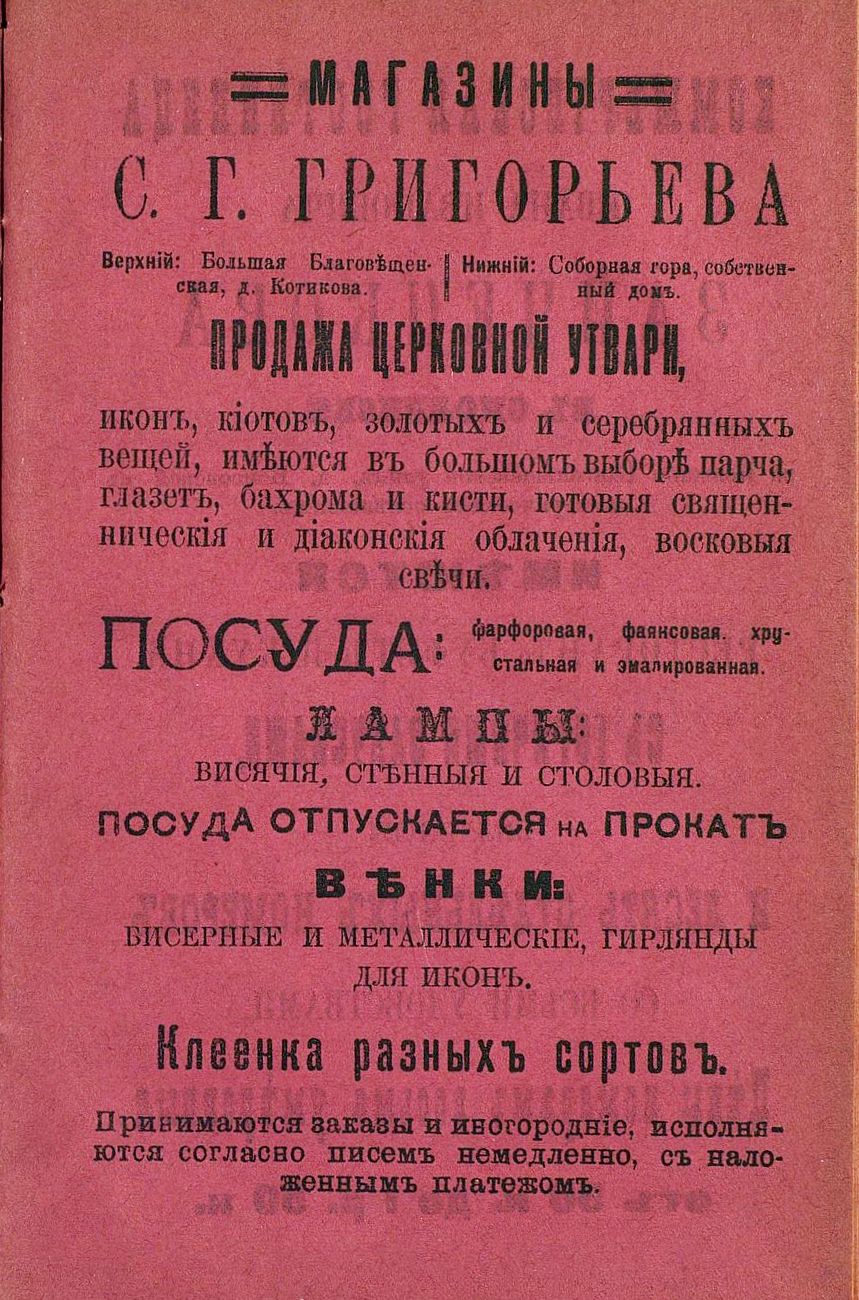 МАГАЗИНЫ
С. Г. ГРИГОРЬЕВА
Верхній: Большая Благовѣщен-
ская, д. Котикова.
Нижній: Соборная гора, собствен-
ный домъ.
ПРОДАЖА ЦЕРКОВНОЙ УТВАРИ,
иконъ, кіотовъ, золотыхъ и серебрянныхъ
вещей, имѣются въ большомъ выборѣ парча,
глазетъ, бахрома и кисти, готовыя священ-
ническія и діаконскія облаченія, восковыя
свѣчи.
ПОСУДА:
фарфоровая, фаянсовая. хру-
стальная и эмалированная.
ЛАМПЫ:
ВИСЯЧІЯ, СТѢННЫЯ И СТОЛОВЫЯ.
ПОСУДА ОТПУСКАЕТСЯ НА ПРОКАТЪ
ВѢНКИ:
БИСЕРНЫЕ И МЕТАЛЛИЧЕСКІЕ, ГИРЛЯНДЫ
ДЛЯ ИКОНЪ.
Клеенка разныхъ сортовъ.
Принимаются заказы и иногородніе, исполня-
ются согласно писемъ немедленно, съ нало-
женнымъ платежомъ.